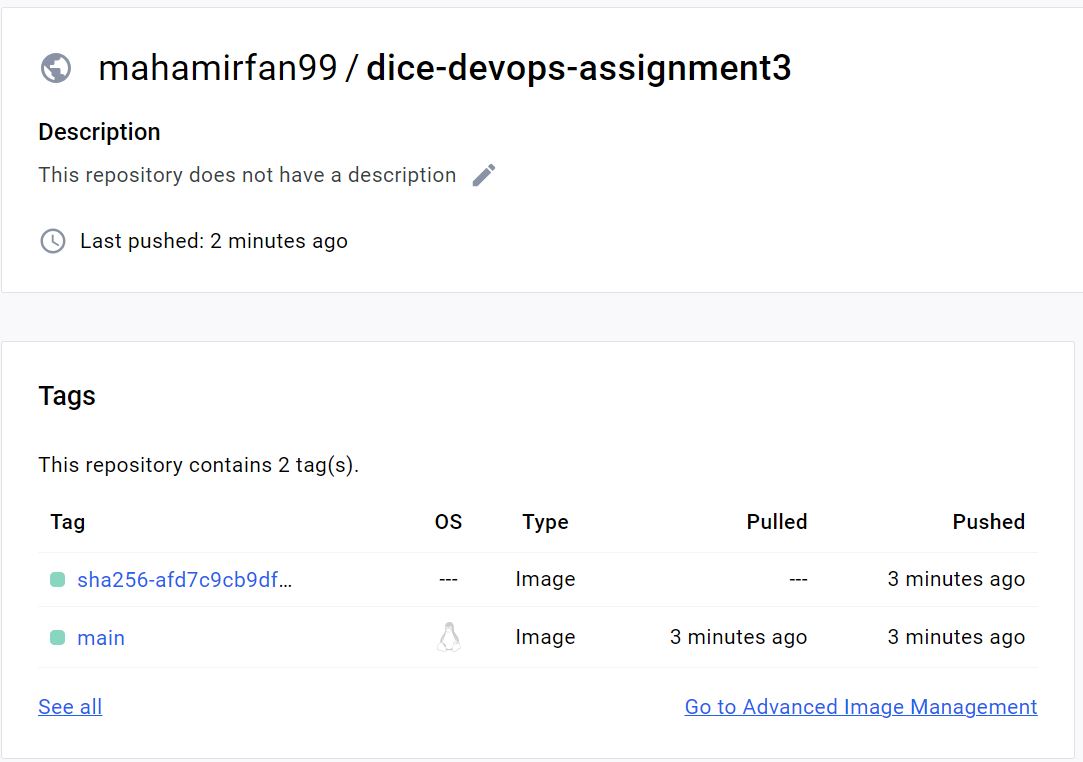 mahamirfan99 / dice-devops-assignment3
Description
This repository does not have a description
Last pushed: 2 minutes ago
Tags
This repository contains 2 tag(s).
Tag OS Type Pulled Pushed
sha256-afd7c9cb9df... --- Image --- 3 minutes ago
main Image 3 minutes ago 3 minutes ago
See all Go to Advanced Image Management